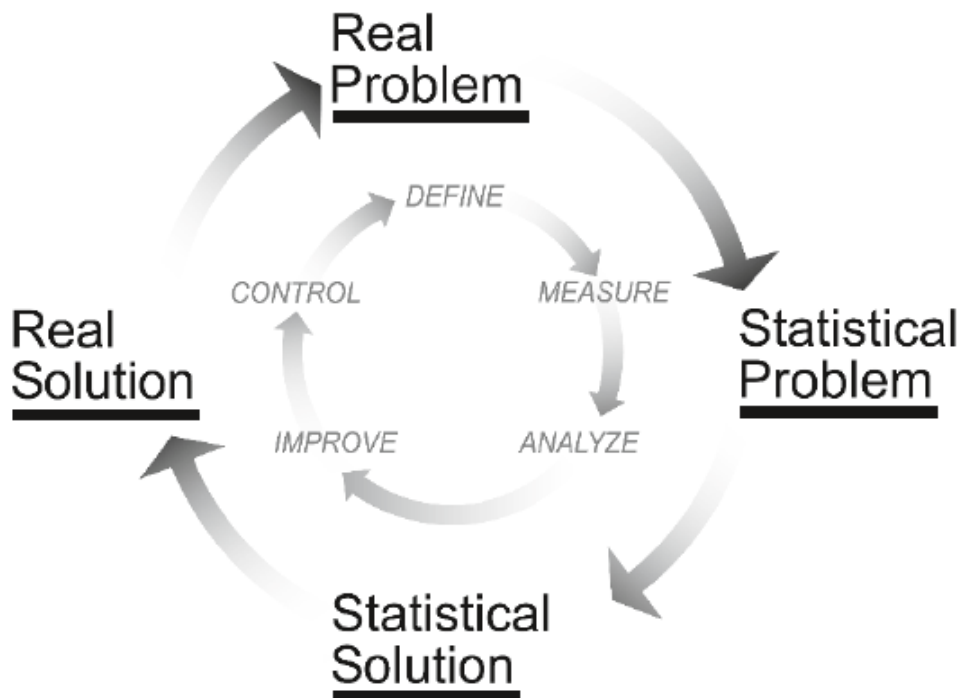 Real
Problem
DEFINE
CONTROL
MEASURE
Real
Solution
Statistical
Problem
IMPROVE
ANALYZE
Statistical
Solution